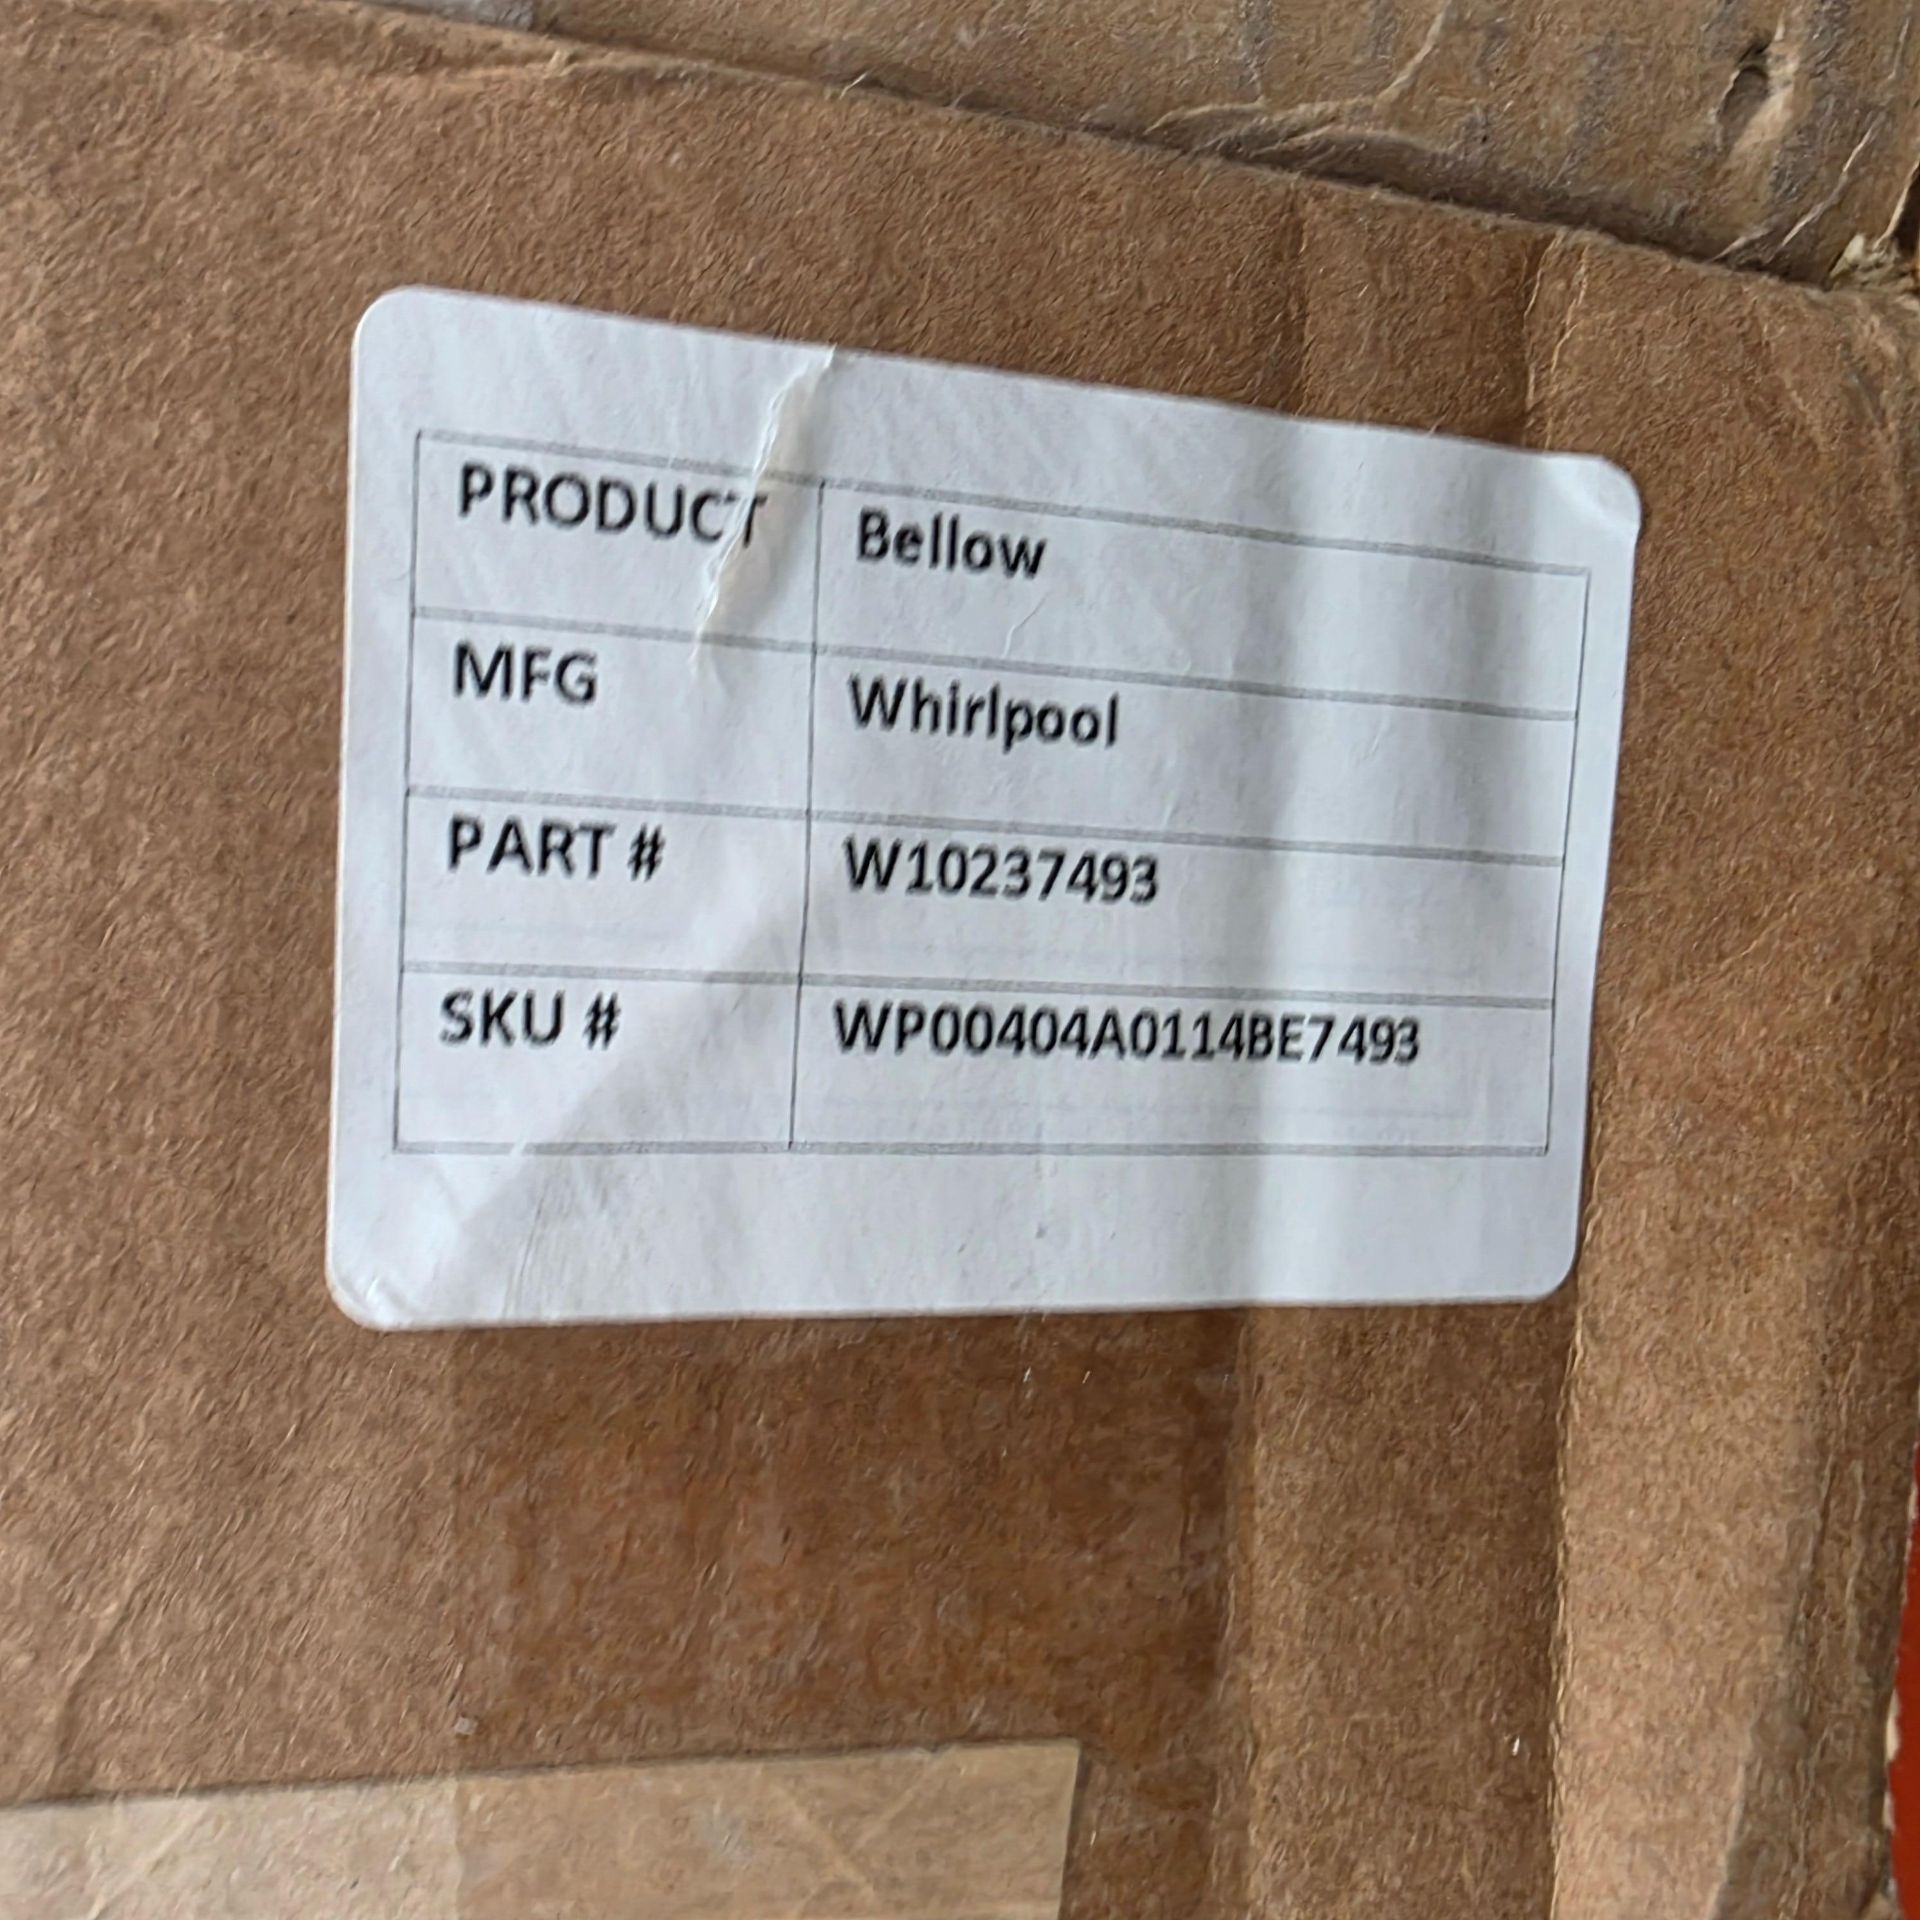 PRODUCT Bellow
MFG Whirlpool
PART # W10237493
SKU # WP00404A0114BE7493